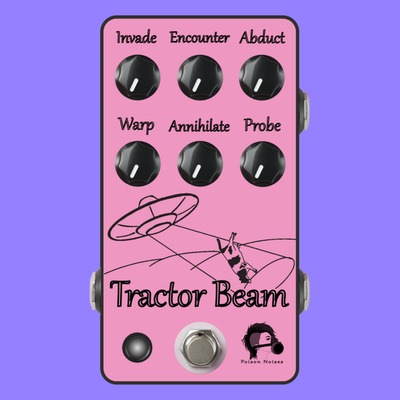 Invade Encounter Abduct
Warp Annihilate Probe
Tractor Beam
Poison Noises